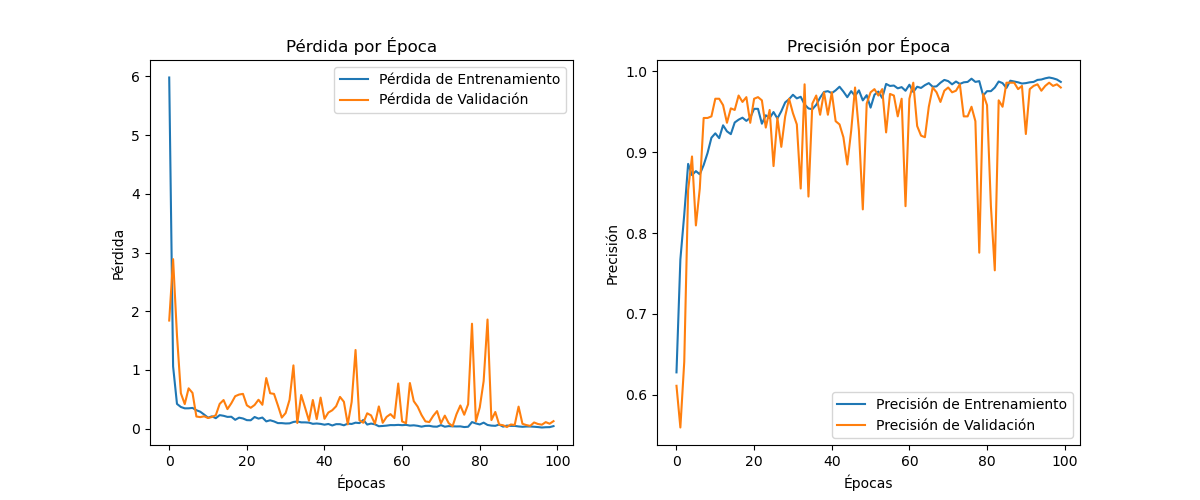 Pérdida por Época
Pérdida
6
5
4
3
2
1
0
Pérdida de Entrenamiento
Pérdida de Validación
0 20 40 60 80 100
Épocas
Precisión por Época
Precisión
1.0
0.9
0.8
0.7
0.6
Precisión de Entrenamiento
Precisión de Validación
0 20 40 60 80 100
Épocas